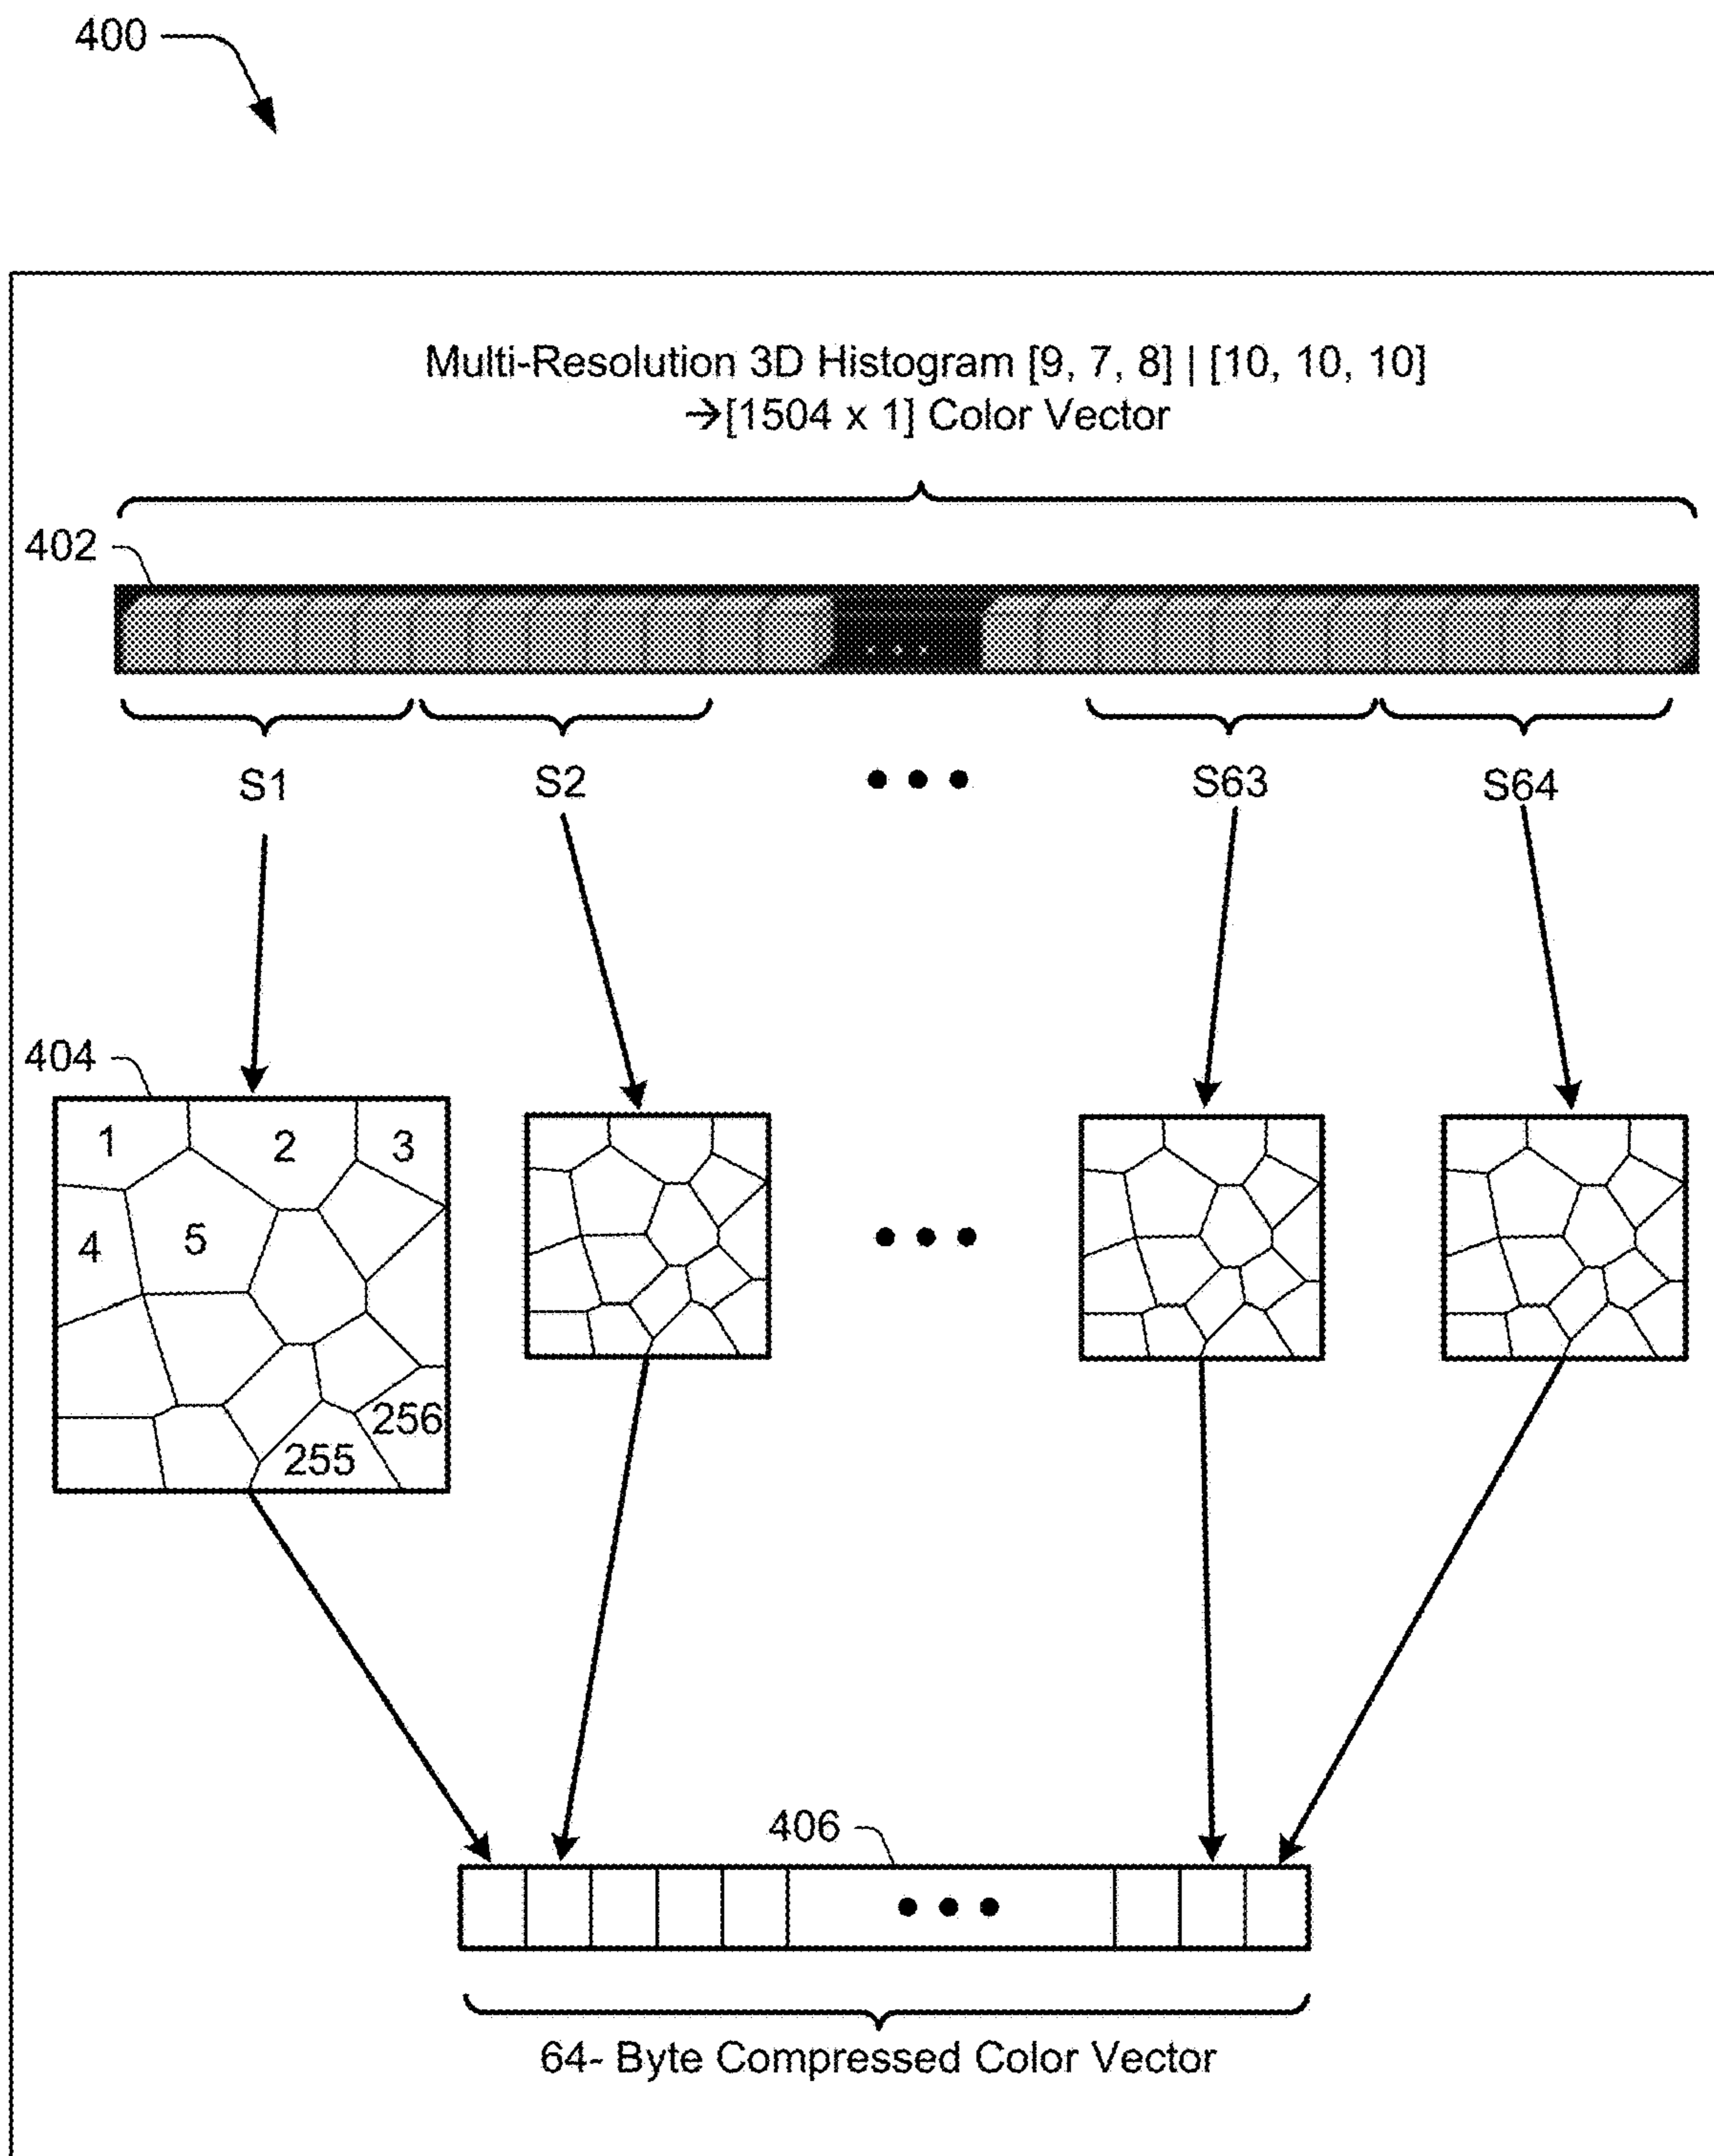 400
Multi-Resolution 3D Histogram [9, 7, 8] | [10, 10, 10]
→[1504 x 1] Color Vector
402
S1 S2 ••• S63 S64
404
1 2 3
4 5
•••
256
255
406
•••
64- Byte Compressed Color Vector